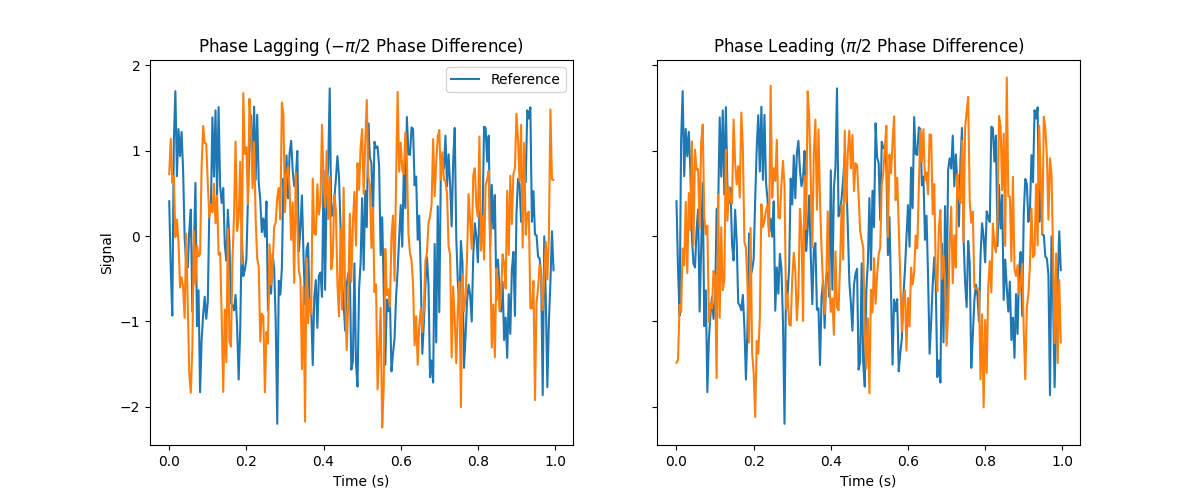 Phase Lagging (−π/2 Phase Difference)
Phase Leading (π/2 Phase Difference)
Reference
Signal
2
1
0
−1
−2
0.0 0.2 0.4 0.6 0.8 1.0
0.0 0.2 0.4 0.6 0.8 1.0
Time (s)
Time (s)